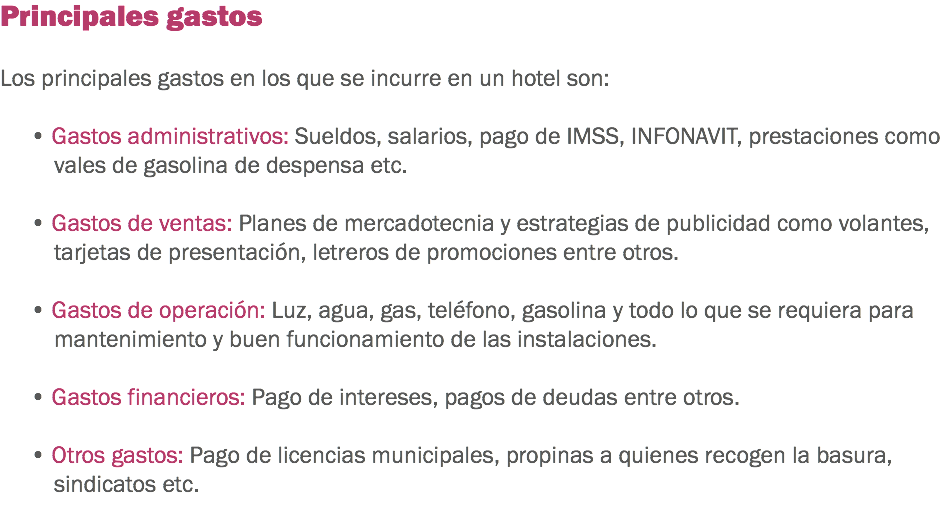 Principales gastos
Los principales gastos en los que se incurre en un hotel son:
• Gastos administrativos: Sueldos, salarios, pago de IMSS, INFONAVIT, prestaciones como
vales de gasolina de despensa etc.
• Gastos de ventas: Planes de mercadotecnia y estrategias de publicidad como volantes,
tarjetas de presentación, letreros de promociones entre otros.
• Gastos de operación: Luz, agua, gas, teléfono, gasolina y todo lo que se requiera para
mantenimiento y buen funcionamiento de las instalaciones.
• Gastos financieros: Pago de intereses, pagos de deudas entre otros.
• Otros gastos: Pago de licencias municipales, propinas a quienes recogen la basura,
sindicatos etc.